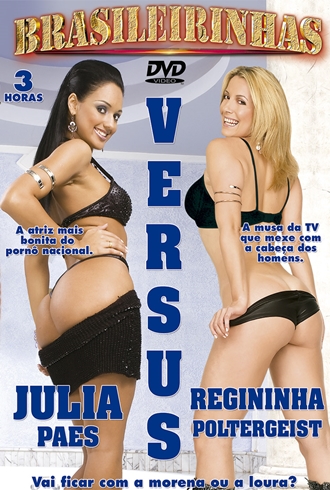 BRASILEIRINHAS
DVD
VIDEO
3
HORAS
VERSUS
A atriz mais
bonita do
pornô nacional.
A musa da TV
que mexe com
a cabeça dos
homens.
JULIA
PAES
REGININHA
POLTERGEIST
Vai ficar com a morena ou a loura?